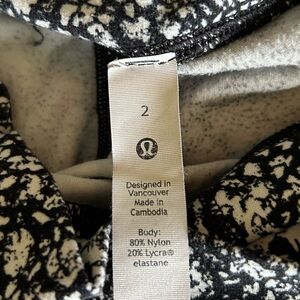 2
Designed in
Vancouver
Made in
Cambodia
Body:
80% Nylon
20% Lycra®
elastane